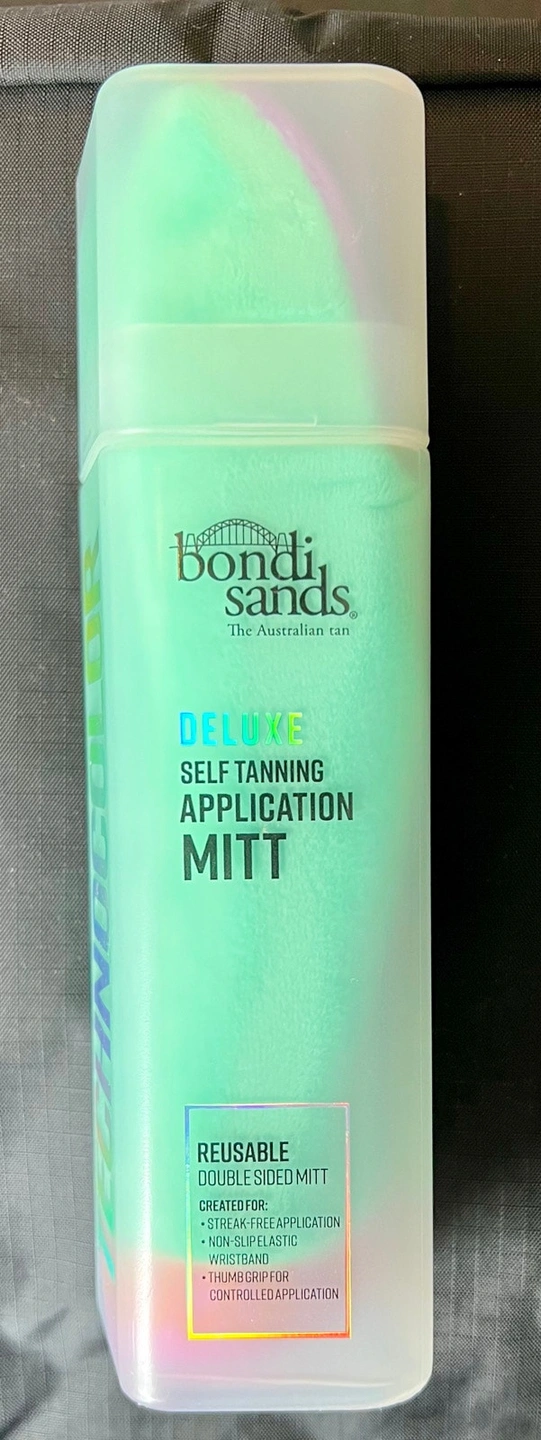 bondi
sands®
The Australian tan
DELUXE
SELF TANNING
APPLICATION
MITT
REUSABLE
DOUBLE SIDED MITT
CREATED FOR:
• STREAK-FREE APPLICATION
• NON-SLIP ELASTIC
WRISTBAND
• THUMB GRIP FOR
CONTROLLED APPLICATION
TECHNOCOLOR